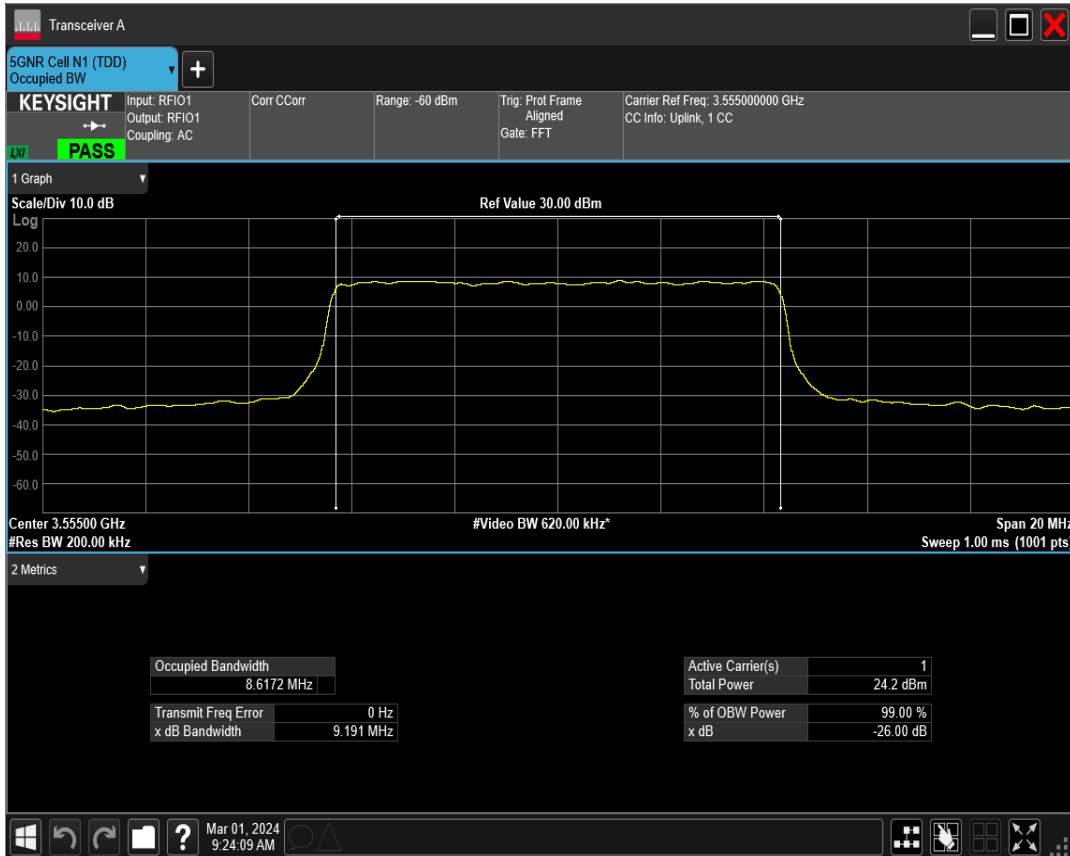 Transceiver A
5GNR Cell N1 (TDD)
Occupied BW
+
KEYSIGHT
LXI
PASS
Input: RFIO1
Output: RFIO1
Coupling: AC
Corr CCorr
Range: -60 dBm
Trig: Prot Frame
Aligned
Gate: FFT
Carrier Ref Freq: 3.555000000 GHz
CC Info: Uplink, 1 CC
1 Graph
Scale/Div 10.0 dB
Ref Value 30.00 dBm
Log
20.0
10.0
0.00
-10.0
-20.0
-30.0
-40.0
-50.0
-60.0
Center 3.55500 GHz
#Video BW 620.00 kHz*
Span 20 MHz
#Res BW 200.00 kHz
Sweep 1.00 ms (1001 pts)
2 Metrics
Occupied Bandwidth
8.6172 MHz
Transmit Freq Error 0 Hz
x dB Bandwidth 9.191 MHz
Active Carrier(s) 1
Total Power 24.2 dBm
% of OBW Power 99.00 %
x dB -26.00 dB
?
Mar 01, 2024
9:24:09 AM